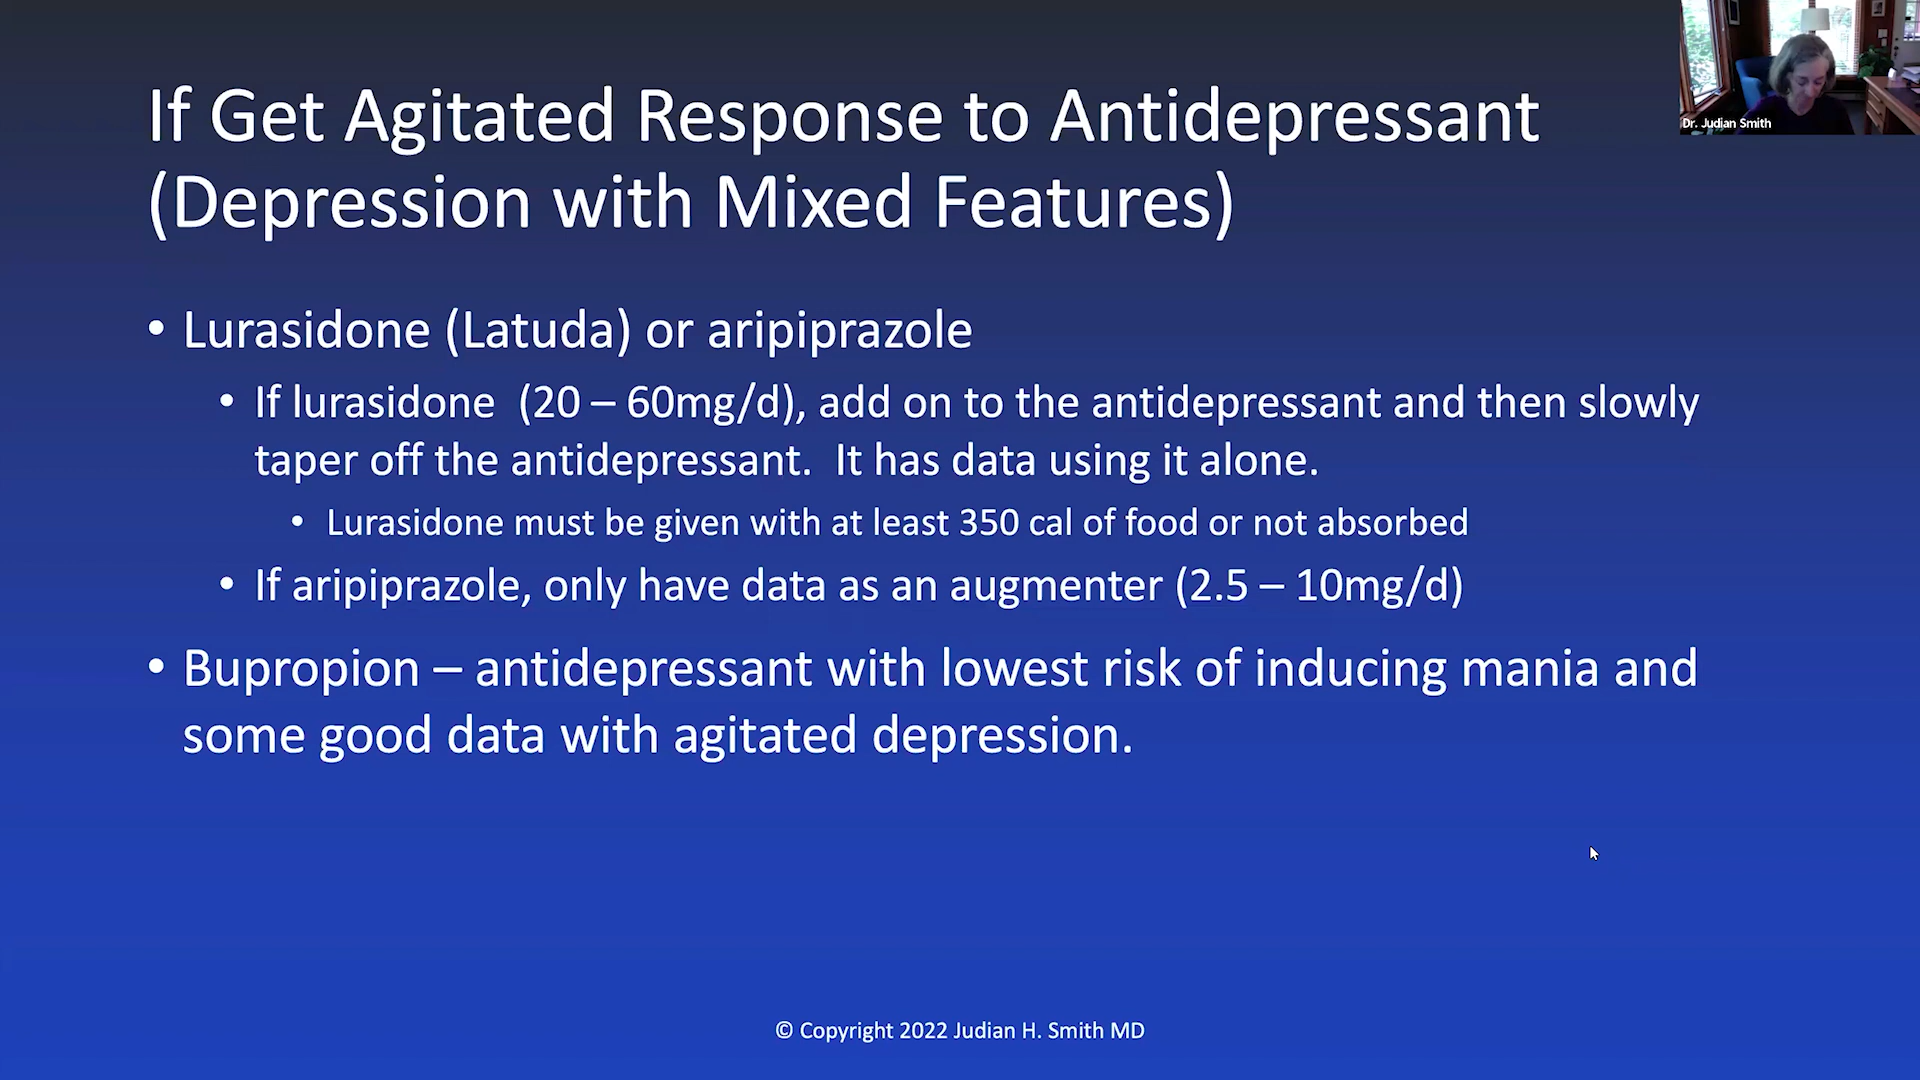 If Get Agitated Response to Antidepressant
(Depression with Mixed Features)
Dr. Judian Smith
• Lurasidone (Latuda) or aripiprazole
• If lurasidone  (20 – 60mg/d), add on to the antidepressant and then slowly
taper off the antidepressant.  It has data using it alone.
• Lurasidone must be given with at least 350 cal of food or not absorbed
• If aripiprazole, only have data as an augmenter (2.5 – 10mg/d)
• Bupropion – antidepressant with lowest risk of inducing mania and
some good data with agitated depression.
© Copyright 2022 Judian H. Smith MD